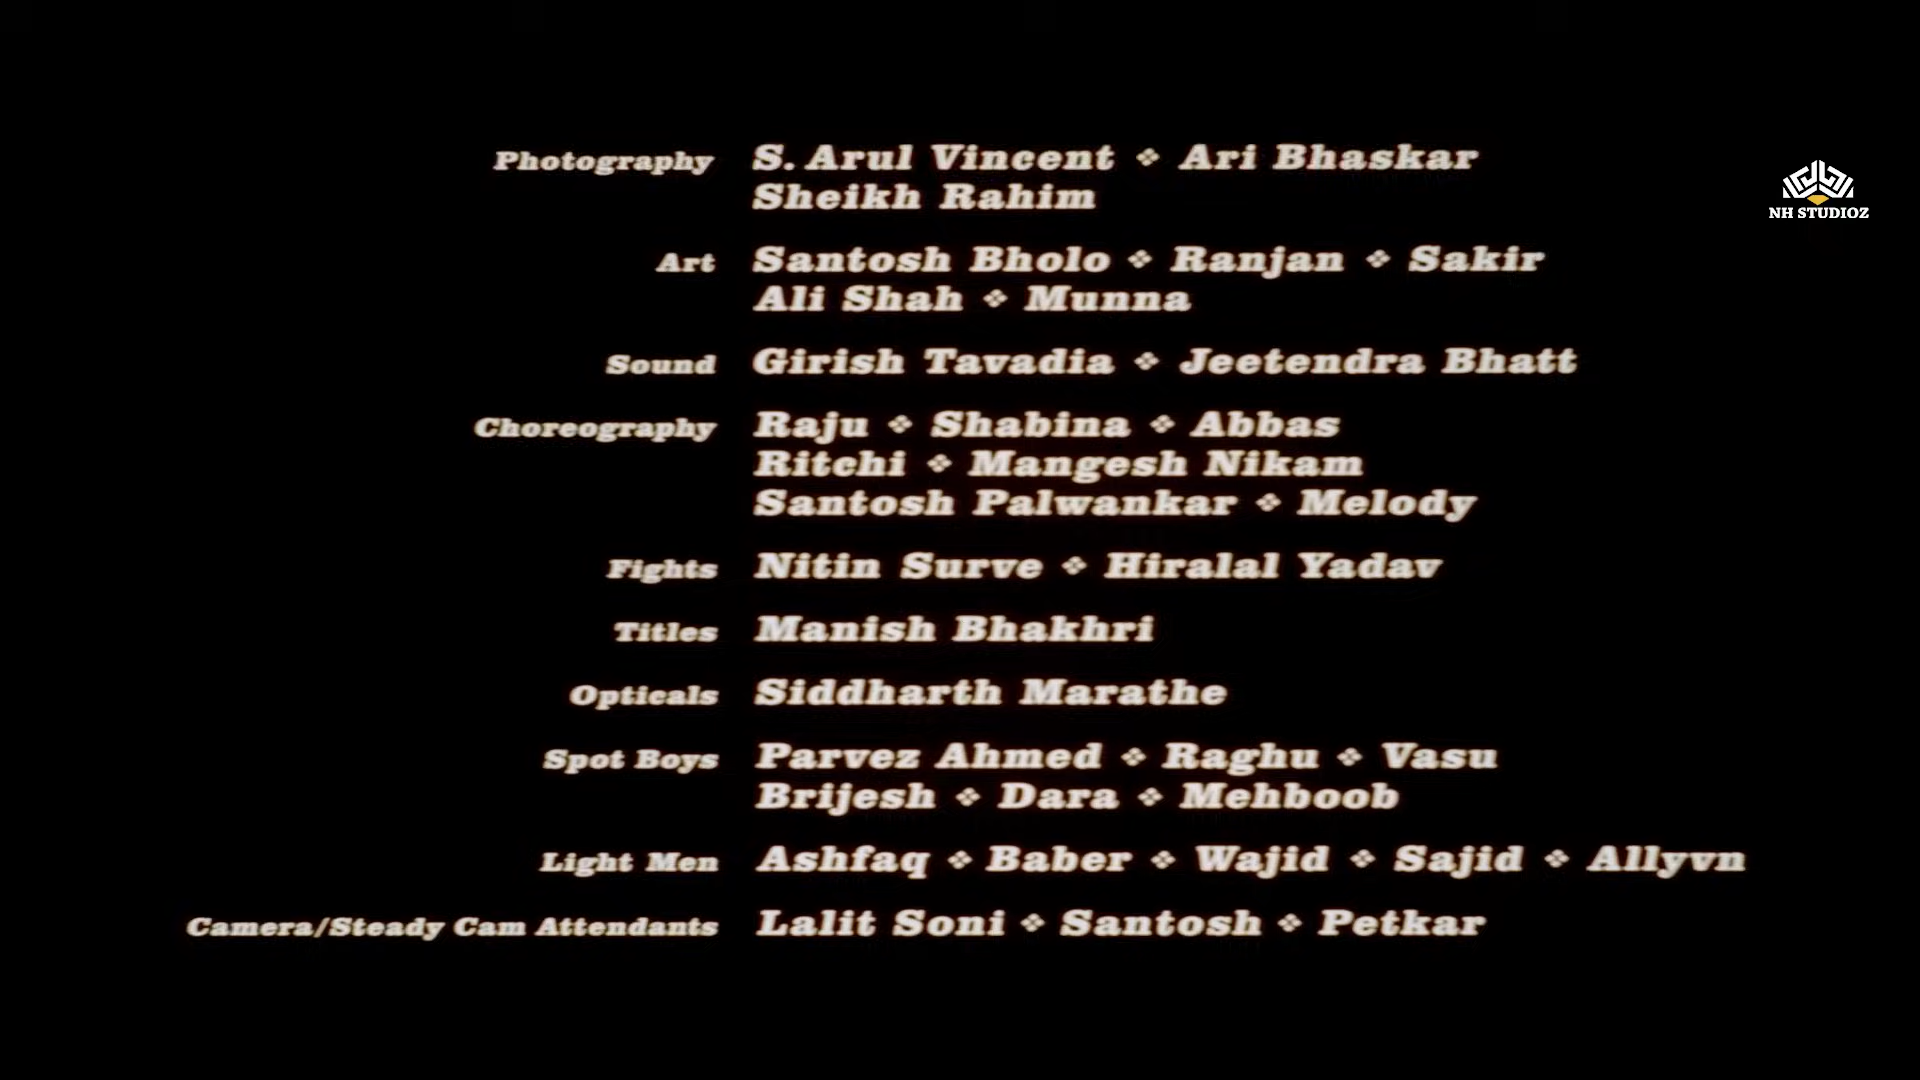 Photography S. Arul Vincent ❖ Ari Bhaskar
Sheikh Rahim
NH STUDIOZ
Art Santosh Bholo ❖ Ranjan ❖ Sakir
Ali Shah ❖ Munna
Sound Girish Tavadia ❖ Jeetendra Bhatt
Choreography Raju ❖ Shabina ❖ Abbas
Ritchi ❖ Mangesh Nikam
Santosh Palwankar ❖ Melody
Fights Nitin Surve ❖ Hiralal Yadav
Titles Manish Bhakhri
Opticals Siddharth Marathe
Spot Boys Parvez Ahmed ❖ Raghu ❖ Vasu
Brijesh ❖ Dara ❖ Mehboob
Light Men Ashfaq ❖ Baber ❖ Wajid ❖ Sajid ❖ Allyvn
Camera/Steady Cam Attendants Lalit Soni ❖ Santosh ❖ Petkar